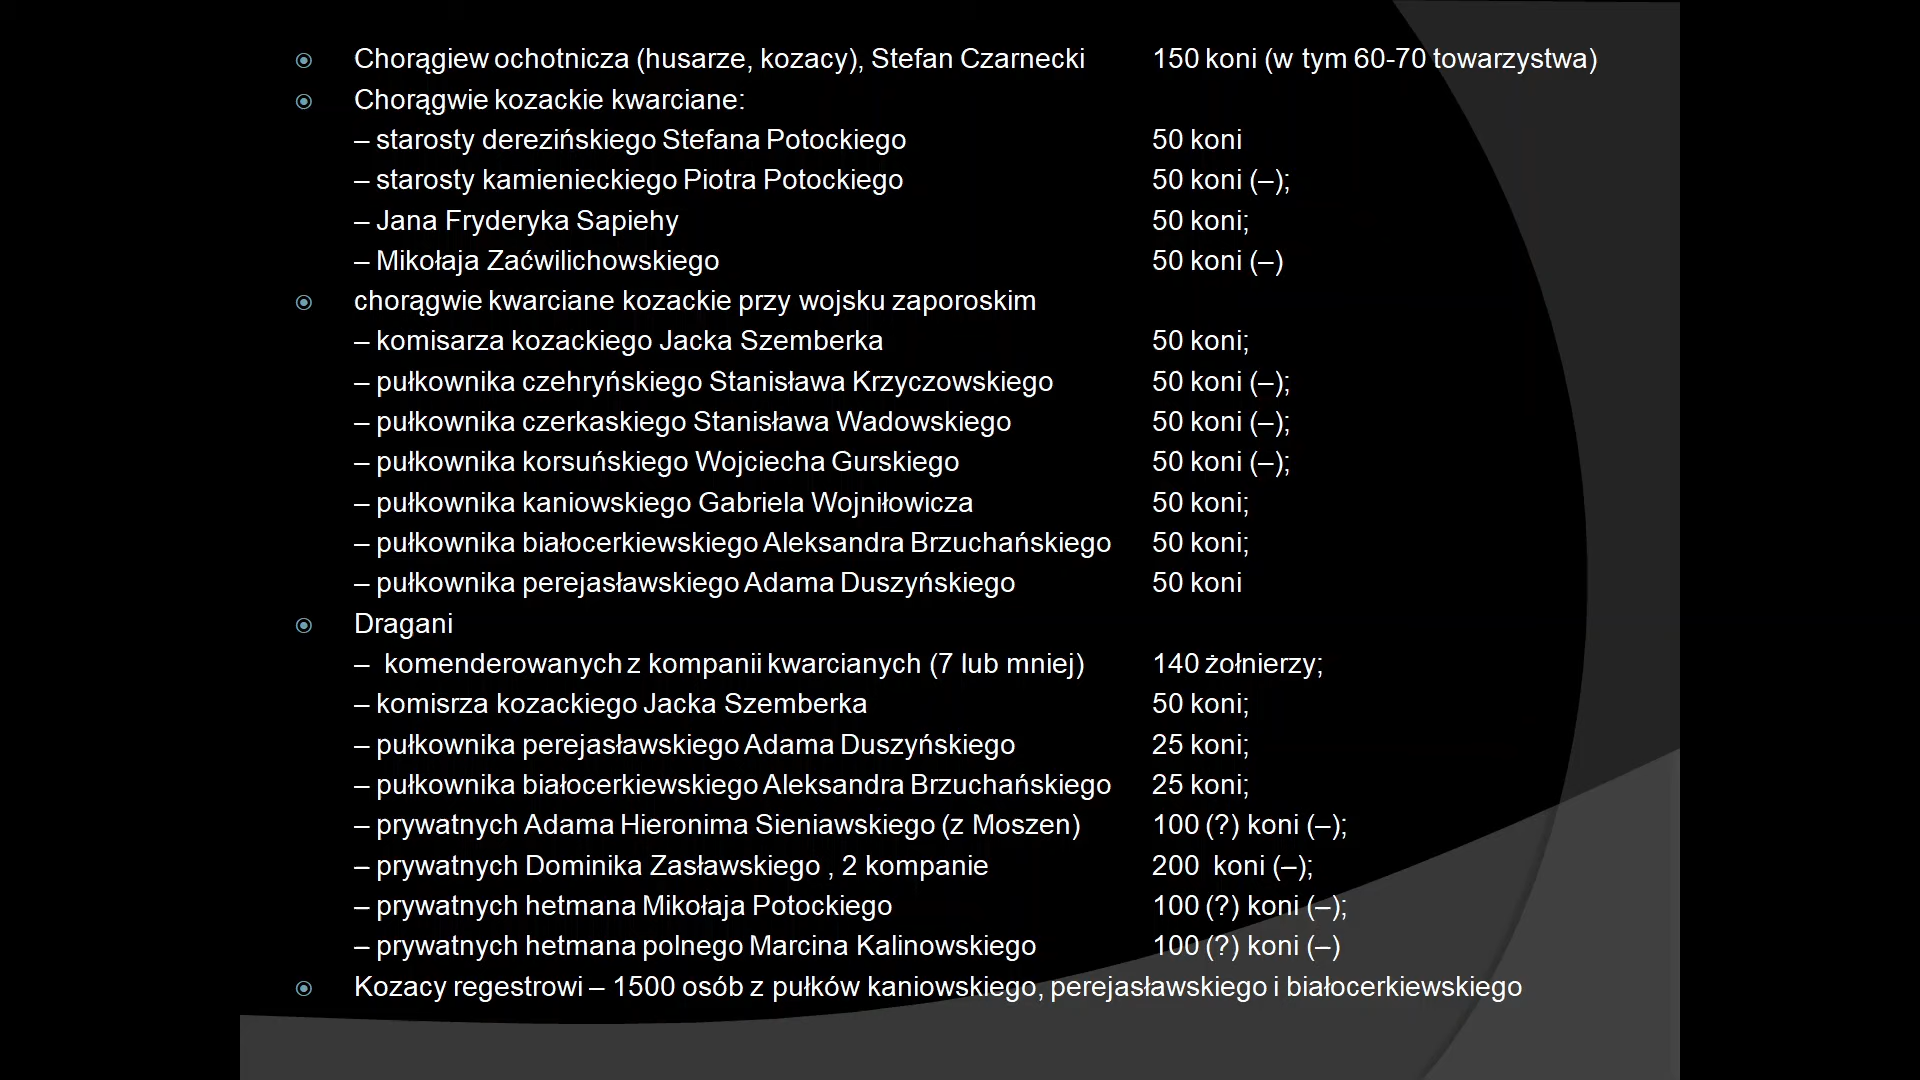 Chorągiew ochotnicza (husarze, kozacy), Stefan Czarnecki 150 koni (w tym 60-70 towarzystwa)
Chorągwie kozackie kwarciane:
– starosty derezińskiego Stefana Potockiego 50 koni
– starosty kamienieckiego Piotra Potockiego 50 koni (–);
– Jana Fryderyka Sapiehy 50 koni;
– Mikołaja Zaćwilichowskiego 50 koni (–)
chorągwie kwarciane kozackie przy wojsku zaporoskim
– komisarza kozackiego Jacka Szemberka 50 koni;
– pułkownika czehryńskiego Stanisława Krzyczowskiego 50 koni (–);
– pułkownika czerkaskiego Stanisława Wadowskiego 50 koni (–);
– pułkownika korsuńskiego Wojciecha Gurskiego 50 koni (–);
– pułkownika kaniowskiego Gabriela Wojniłowicza 50 koni;
– pułkownika białocerkiewskiego Aleksandra Brzuchańskiego 50 koni;
– pułkownika perejasławskiego Adama Duszyńskiego 50 koni
Dragani
– komenderowanych z kompanii kwarcianych (7 lub mniej) 140 żołnierzy;
– komisrza kozackiego Jacka Szemberka 50 koni;
– pułkownika perejasławskiego Adama Duszyńskiego 25 koni;
– pułkownika białocerkiewskiego Aleksandra Brzuchańskiego 25 koni;
– prywatnych Adama Hieronima Sieniawskiego (z Moszen) 100 (?) koni (–);
– prywatnych Dominika Zasławskiego , 2 kompanie 200 koni (–);
– prywatnych hetmana Mikołaja Potockiego 100 (?) koni (–);
– prywatnych hetmana polnego Marcina Kalinowskiego 100 (?) koni (–)
Kozacy regestrowi – 1500 osób z pułków kaniowskiego, perejasławskiego i białocerkiewskiego